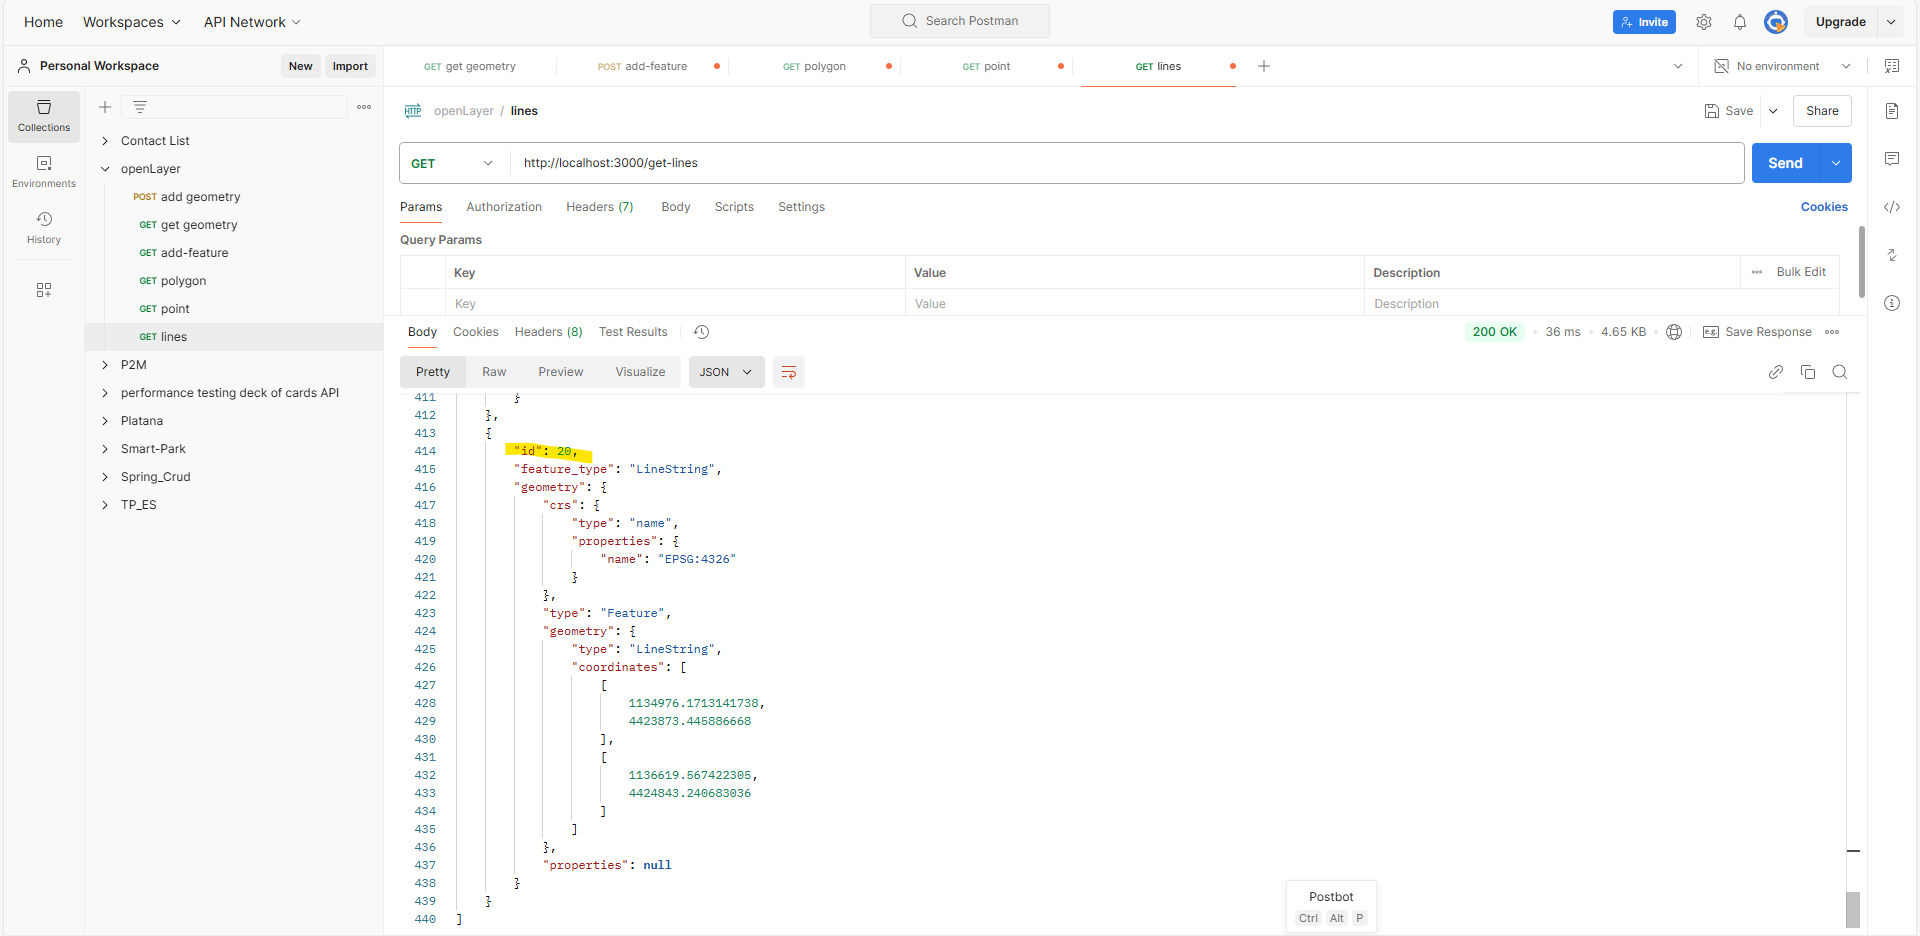 Home Workspaces API Network Search Postman Invite Upgrade
Personal Workspace New Import GET get geometry POST add-feature GET polygon GET point GET lines No environment
Collections
Environments
History
Contact List
openLayer
POST add geometry
GET get geometry
GET add-feature
GET polygon
GET point
GET lines
P2M
performance testing deck of cards API
Platana
Smart-Park
Spring_Crud
TP_ES
HTTP openLayer / lines Save Share
GET http://localhost:3000/get-lines Send
Params Authorization Headers (7) Body Scripts Settings Cookies
Query Params
Key Value Description Bulk Edit
Key Value Description
Body Cookies Headers (8) Test Results 200 OK 36 ms 4.65 KB e.g. Save Response
Pretty Raw Preview Visualize JSON
411 }
412 },
413 {
414 "id": 20,
415 "feature_type": "LineString",
416 "geometry": {
417 "crs": {
418 "type": "name",
419 "properties": {
420 "name": "EPSG:4326"
421 }
422 },
423 "type": "Feature",
424 "geometry": {
425 "type": "LineString",
426 "coordinates": [
427 [
428 1134976.1713141738,
429 4423873.445886668
430 ],
431 [
432 1136619.567422305,
433 4424843.240683036
434 ]
435 ]
436 },
437 "properties": null
438 }
439 }
440 ]
Postbot
Ctrl Alt P